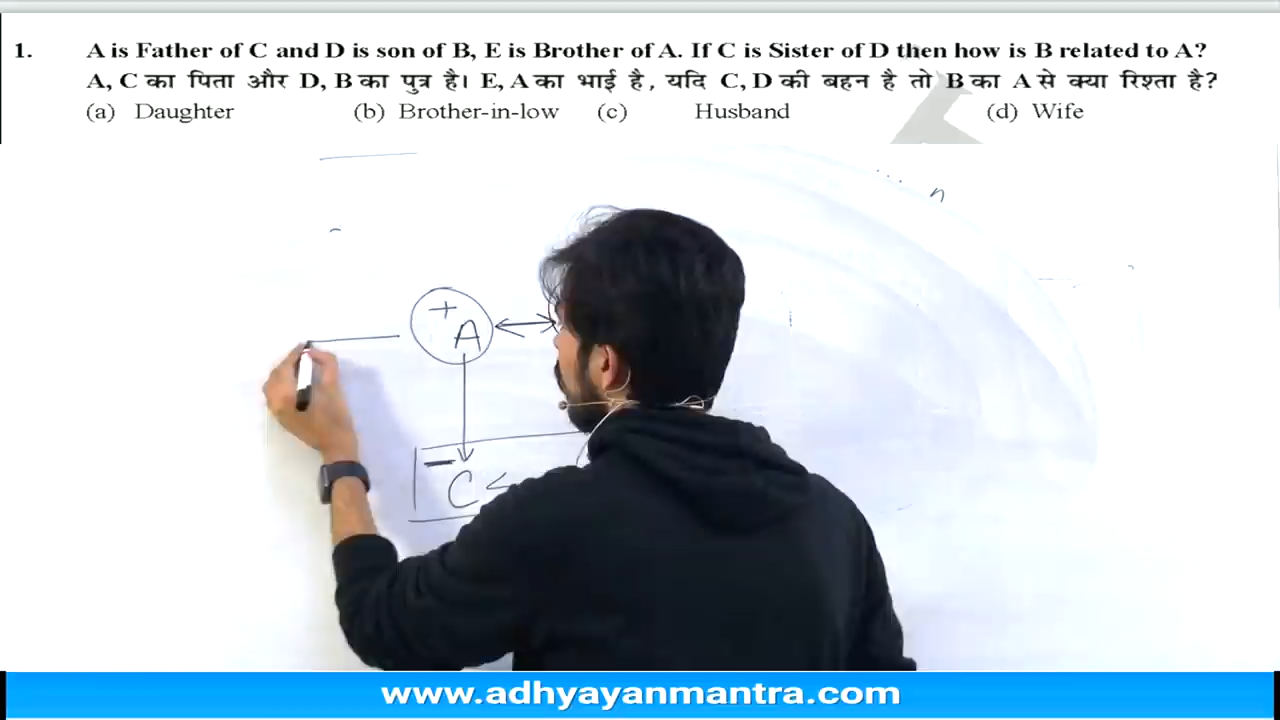 1. A is Father of C and D is son of B, E is Brother of A. If C is Sister of D then how is B related to A?
A, C का पिता और D, B का पुत्र है। E, A का भाई है, यदि C, D की बहन है तो B का A से क्या रिश्ता है?
(a) Daughter (b) Brother-in-low (c) Husband (d) Wife
+
A
C <
www.adhyayanmantra.com